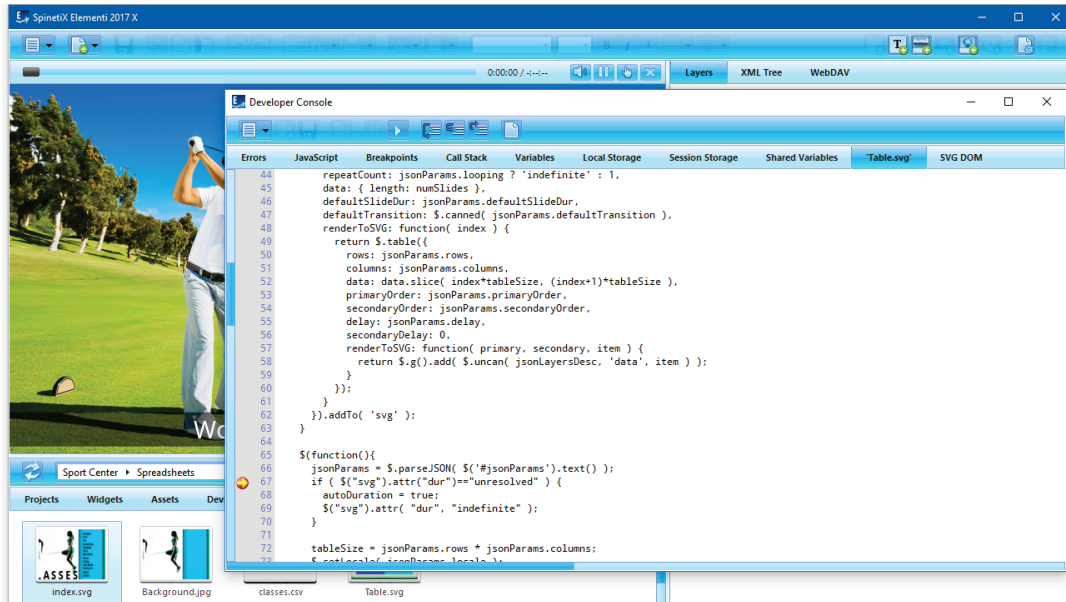 SpinetiX Elementi 2017 X
0:00:00 / -:--:--
Layers XML Tree WebDAV
Developer Console
Errors JavaScript Breakpoints Call Stack Variables Local Storage Session Storage Shared Variables 'Table.svg' SVG DOM
44 repeatCount: jsonParams.looping ? 'indefinite' : 1,
45 data: { length: numSlides },
46 defaultSlideDur: jsonParams.defaultSlideDur,
47 defaultTransition: $.canned( jsonParams.defaultTransition ),
48 renderToSVG: function( index ) {
49 return $.table({
50 rows: jsonParams.rows,
51 columns: jsonParams.columns,
52 data: data.slice( index*tableSize, (index+1)*tableSize ),
53 primaryOrder: jsonParams.primaryOrder,
54 secondaryOrder: jsonParams.secondaryOrder,
55 delay: jsonParams.delay,
56 secondaryDelay: 0,
57 renderToSVG: function( primary, secondary, item ) {
58 return $.g().add( $.uncan( jsonLayersDesc, 'data', item ) );
59 }
60 });
61 }
62 }).addTo( 'svg' );
63 }
64
65 $(function(){
66 jsonParams = $.parseJSON( $('#jsonParams').text() );
67 if ( $("svg").attr("dur")=="unresolved" ) {
68 autoDuration = true;
69 $("svg").attr( "dur", "indefinite" );
70 }
71
72 tableSize = jsonParams.rows * jsonParams.columns;
73 $.setLocale( jsonParams.locale );
Wo
Sport Center Spreadsheets
Projects Widgets Assets Dev
.ASSES
index.svg Background.jpg classes.csv Table.svg